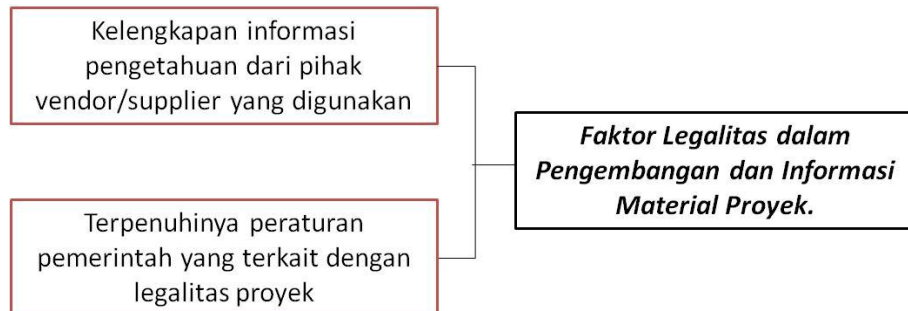 Kelengkapan informasi
pengetahuan dari pihak
vendor/supplier yang digunakan
Faktor Legalitas dalam
Pengembangan dan Informasi
Material Proyek.
Terpenuhinya peraturan
pemerintah yang terkait dengan
legalitas proyek